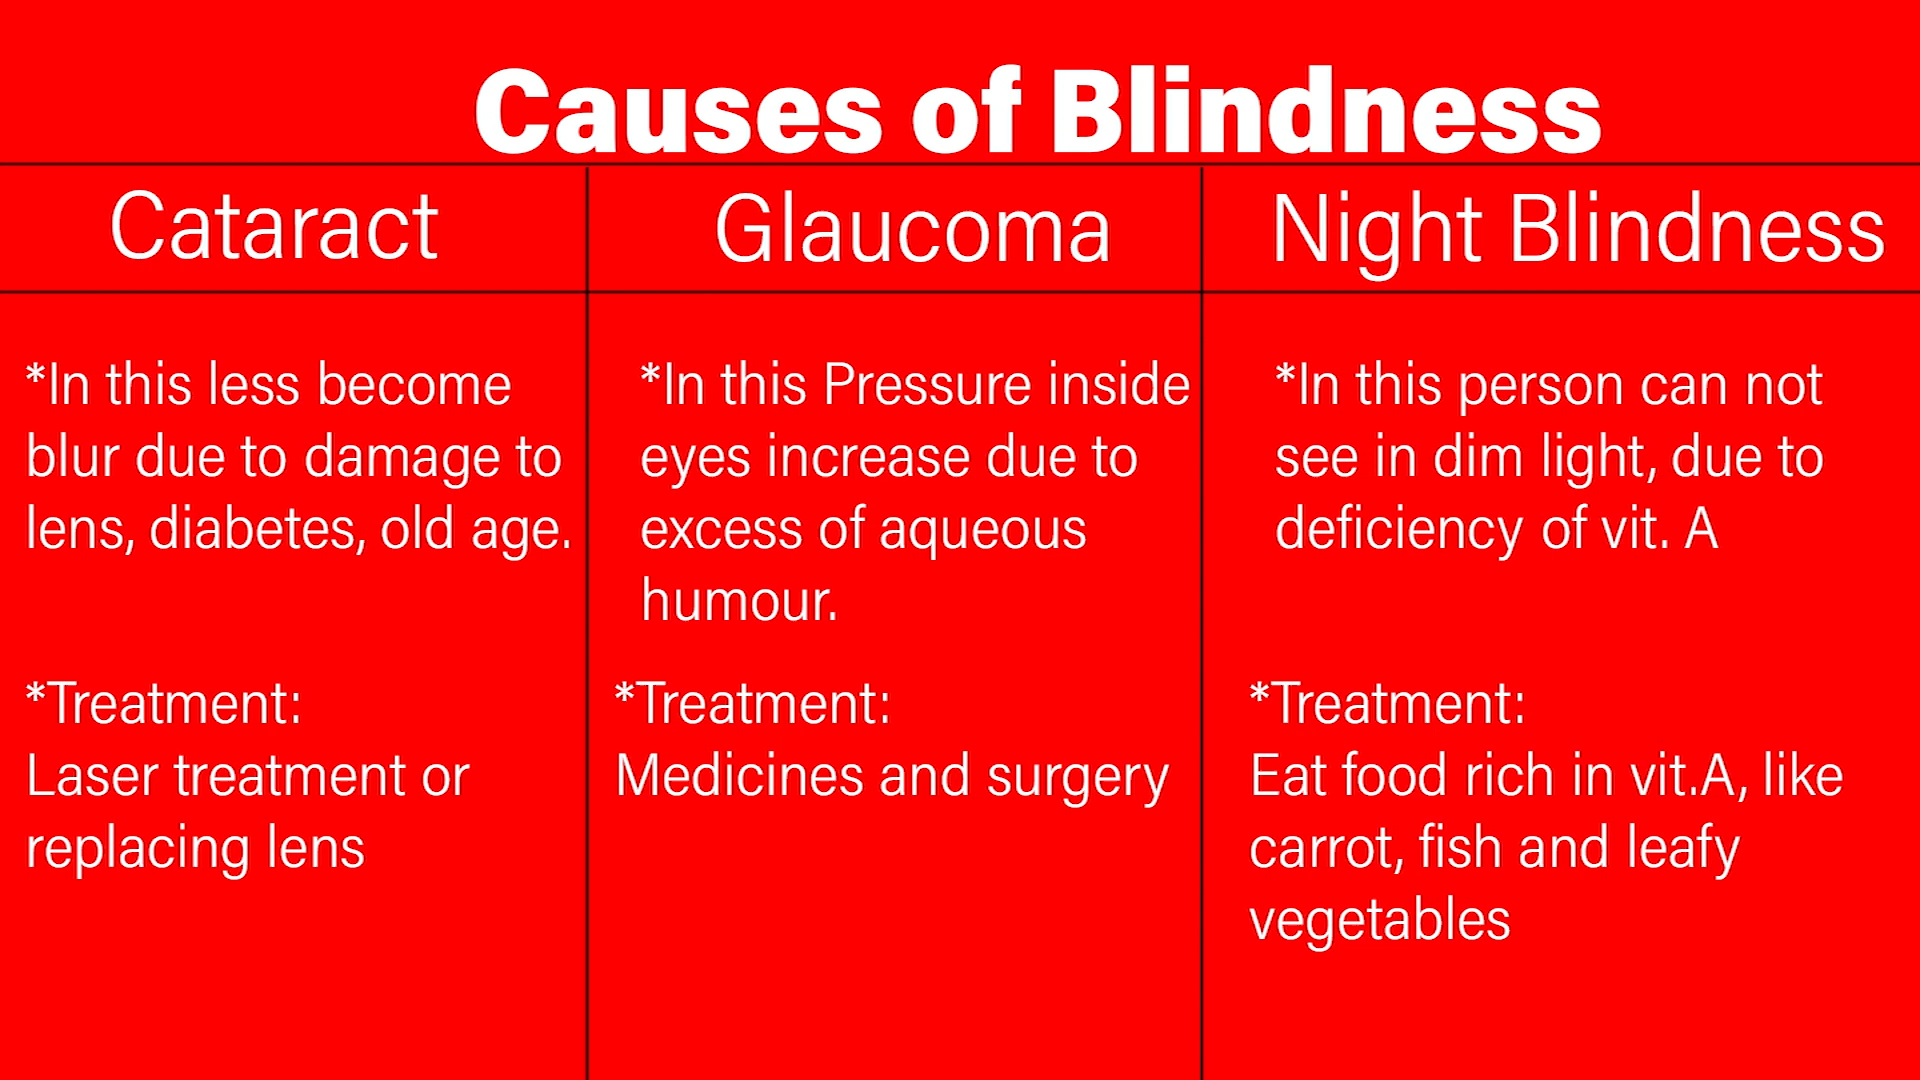 Causes of Blindness
Cataract
*In this less become
blur due to damage to
lens, diabetes, old age.
*Treatment:
Laser treatment or
replacing lens
Glaucoma
*In this Pressure inside
eyes increase due to
excess of aqueous
humour.
*Treatment:
Medicines and surgery
Night Blindness
*In this person can not
see in dim light, due to
deficiency of vit. A
*Treatment:
Eat food rich in vit.A, like
carrot, fish and leafy
vegetables